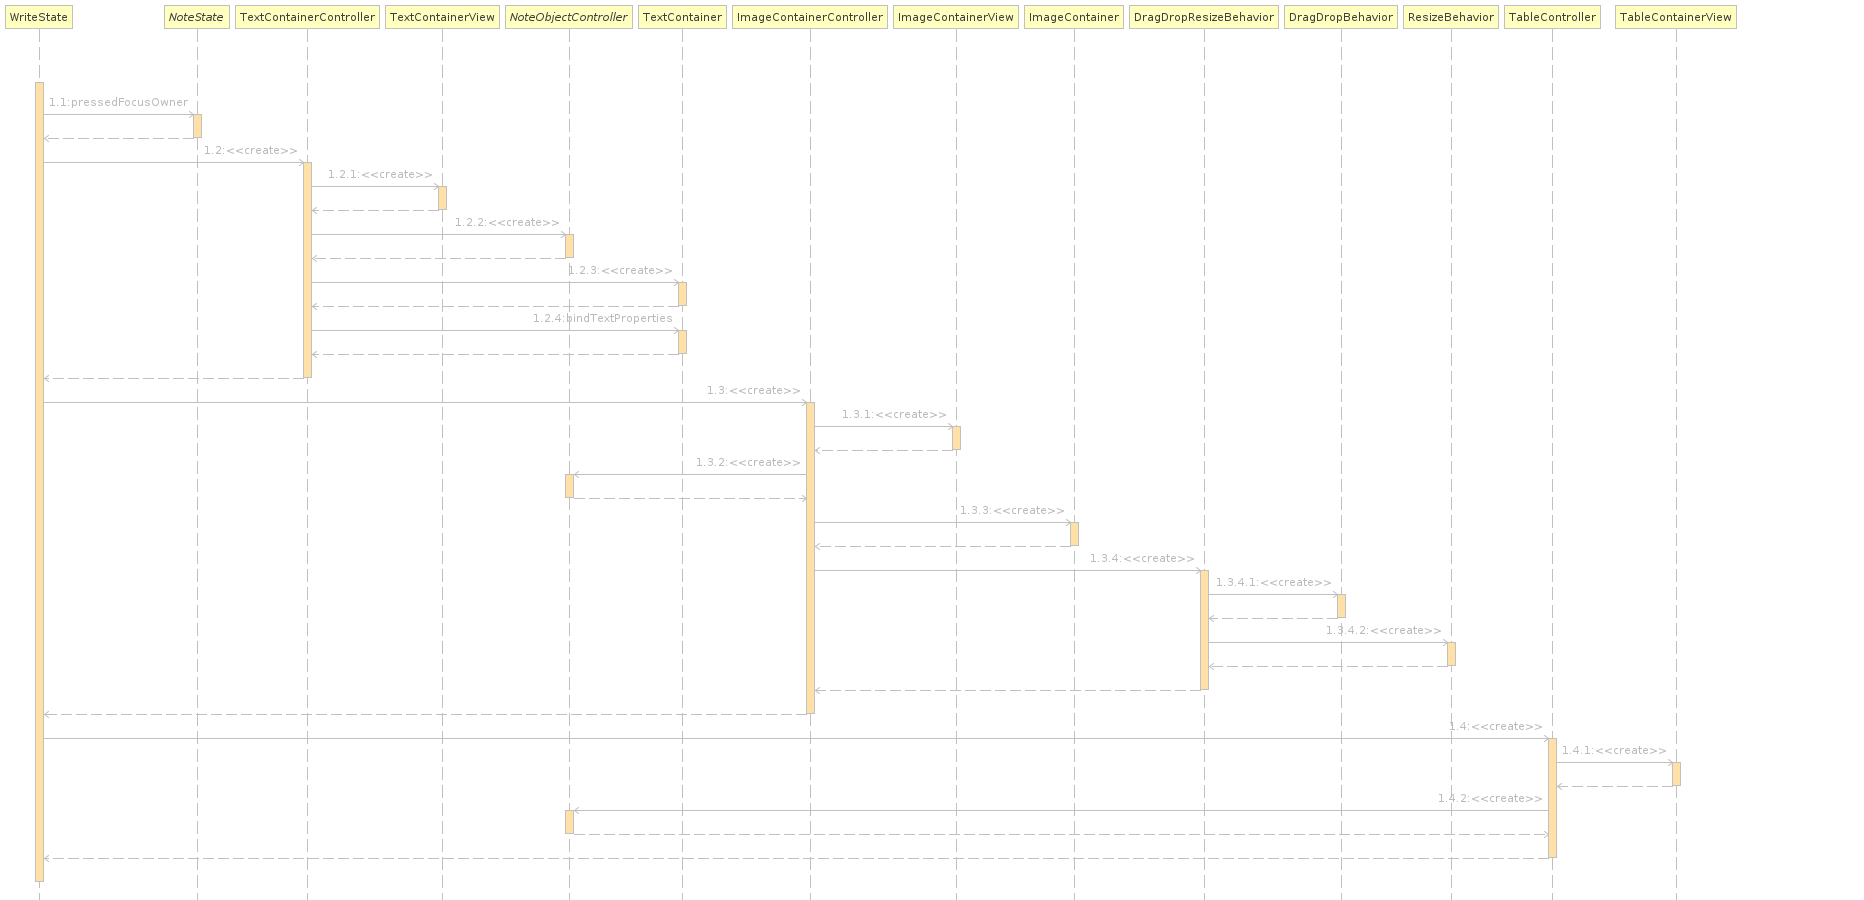 WriteState
NoteState
TextContainerController
TextContainerView
NoteObjectController
TextContainer
ImageContainerController
ImageContainerView
ImageContainer
DragDropResizeBehavior
DragDropBehavior
ResizeBehavior
TableController
TableContainerView
1.1:pressedFocusOwner
1.2:<<create>>
1.2.1:<<create>>
1.2.2:<<create>>
1.2.3:<<create>>
1.2.4:bindTextProperties
1.3:<<create>>
1.3.1:<<create>>
1.3.2:<<create>>
1.3.3:<<create>>
1.3.4:<<create>>
1.3.4.1:<<create>>
1.3.4.2:<<create>>
1.4:<<create>>
1.4.1:<<create>>
1.4.2:<<create>>